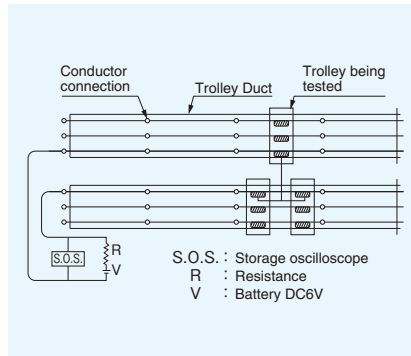 Conductor
connection
Trolley Duct
Trolley being
tested
S.O.S.
R
V
S.O.S. : Storage oscilloscope
R : Resistance
V : Battery DC6V